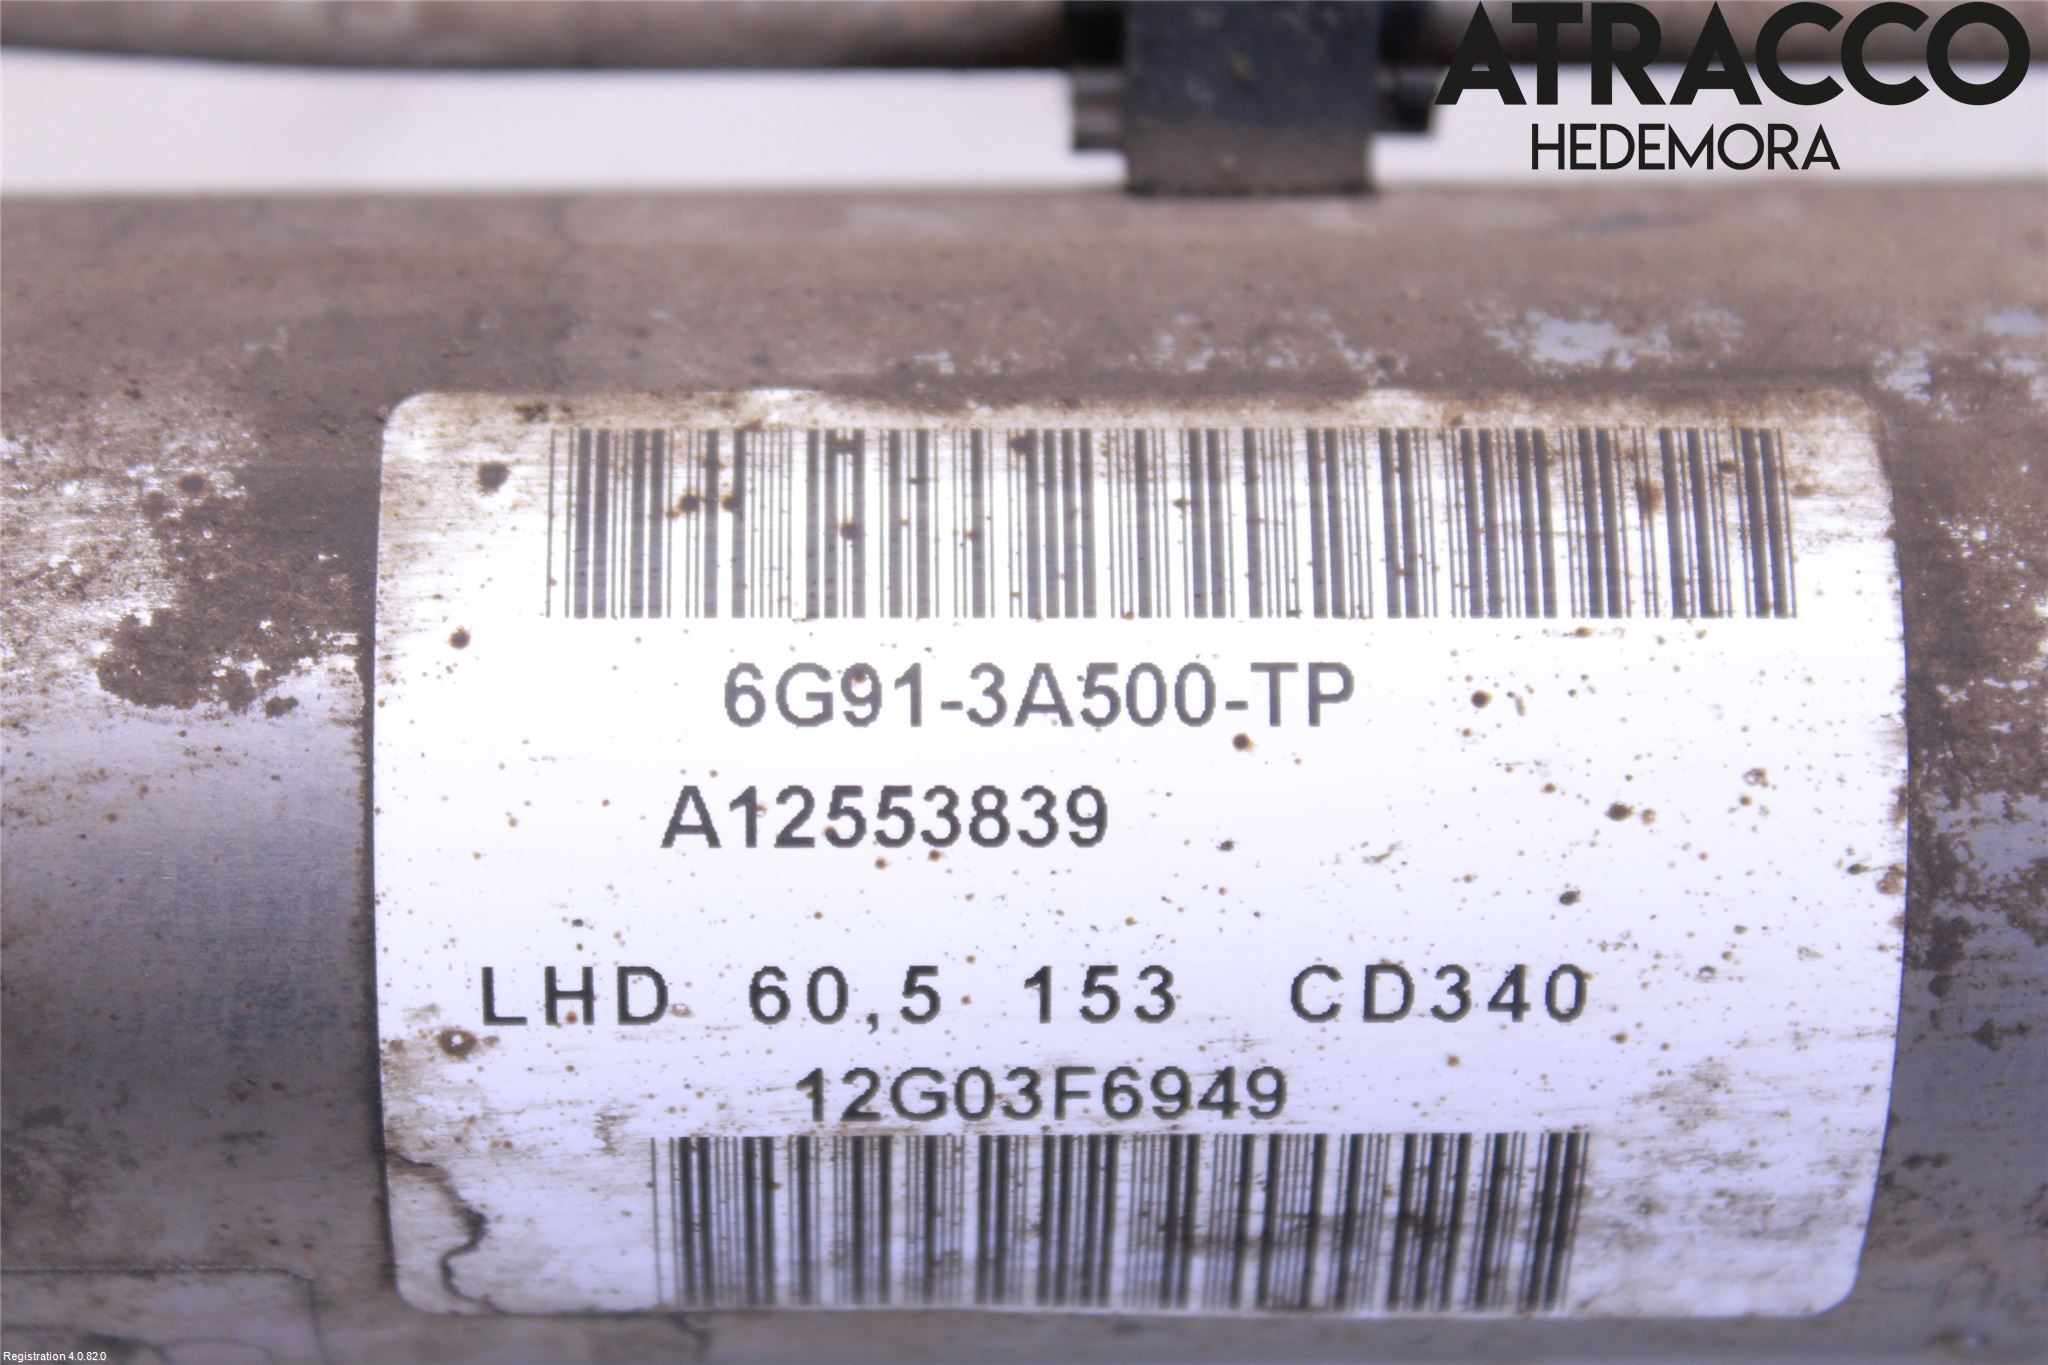 ATRACCO
HEDEMORA
6G91-3A500-TP
A12553839
LHD 60,5 153 CD340
12G03F6949
Registration 4.0.82.0